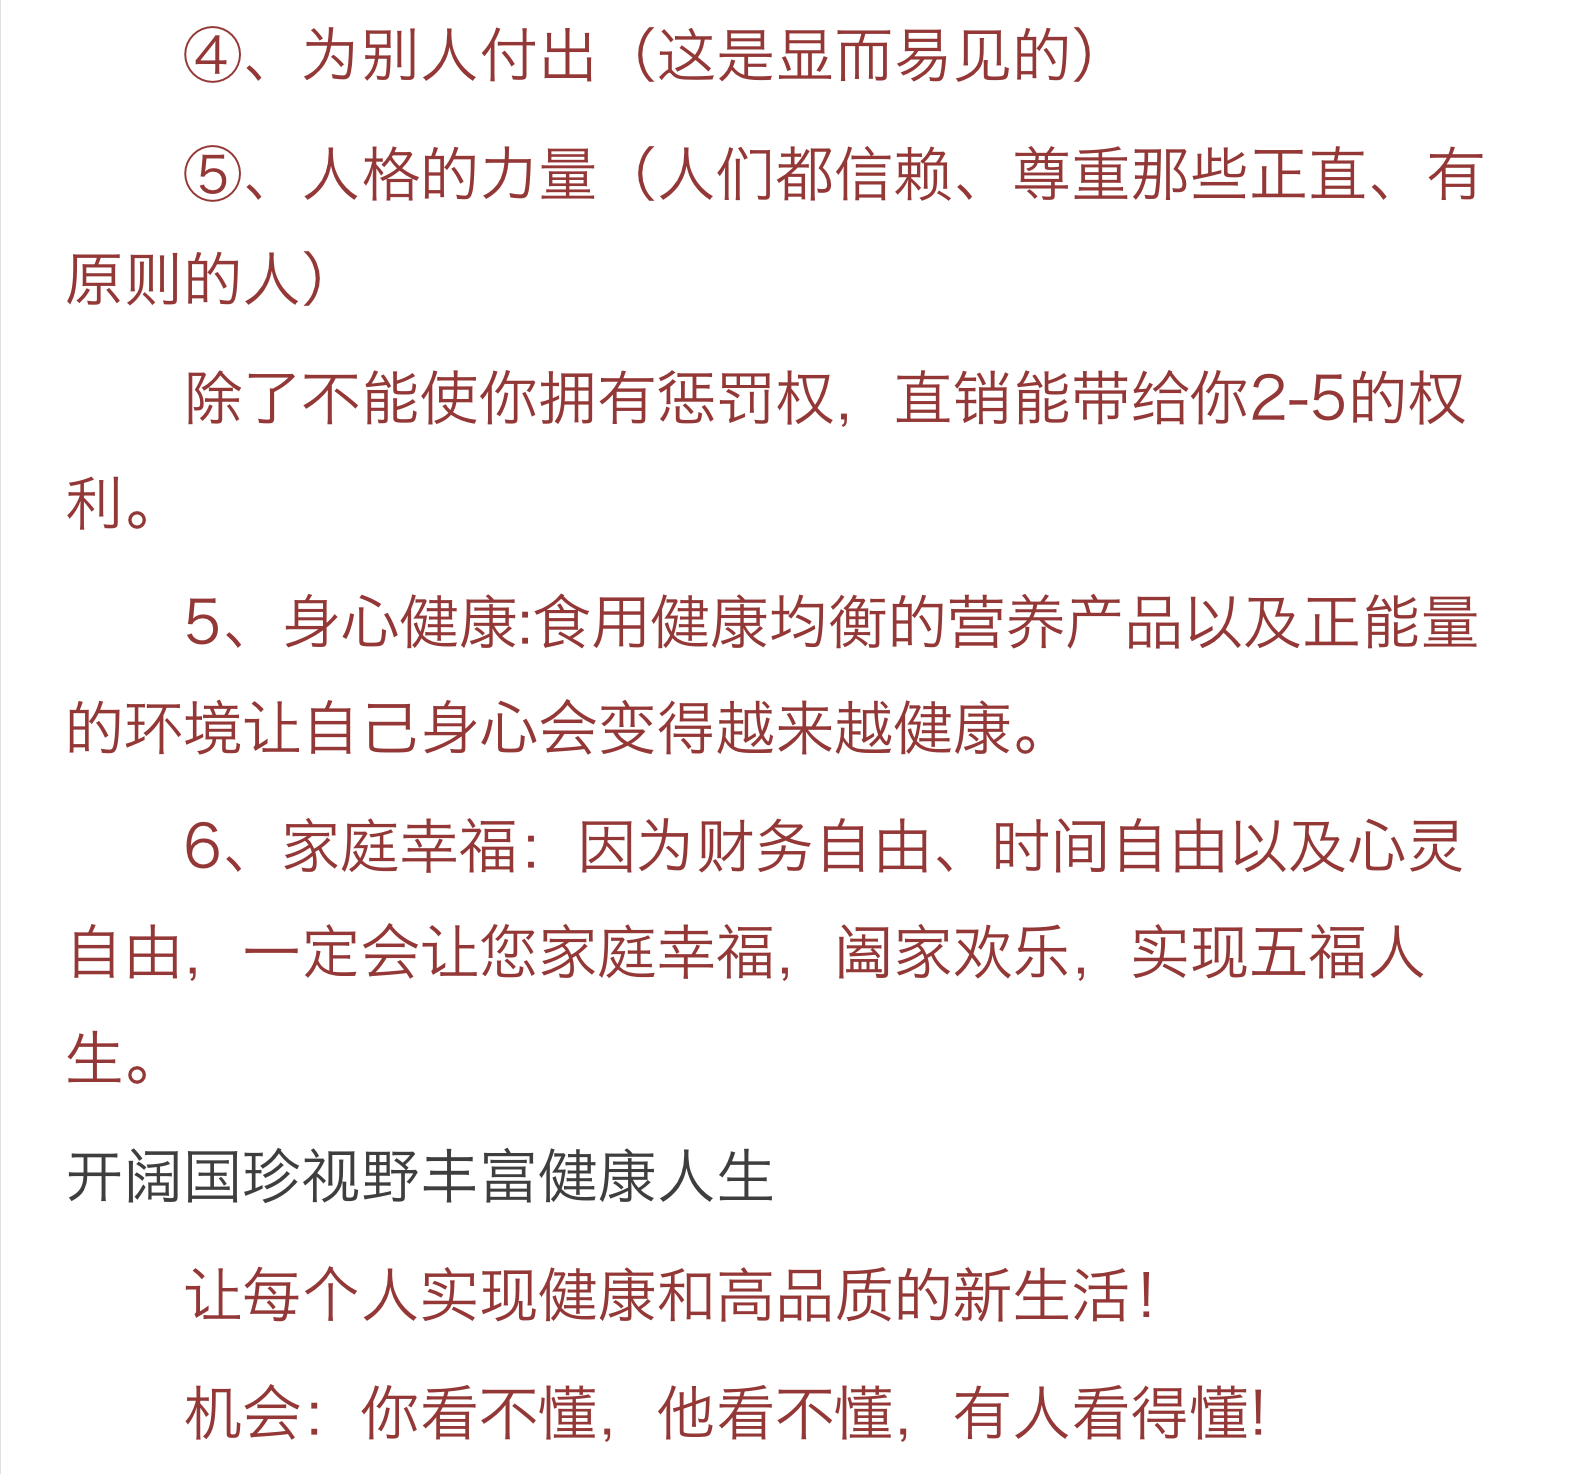 ④、为别人付出（这是显而易见的）
⑤、人格的力量（人们都信赖、尊重那些正直、有
原则的人）
除了不能使你拥有惩罚权，直销能带给你2-5的权
利。
5、身心健康:食用健康均衡的营养产品以及正能量
的环境让自己身心会变得越来越健康。
6、家庭幸福：因为财务自由、时间自由以及心灵
自由，一定会让您家庭幸福，阖家欢乐，实现五福人
生。
开阔国珍视野丰富健康人生
让每个人实现健康和高品质的新生活！
机会：你看不懂，他看不懂，有人看得懂!